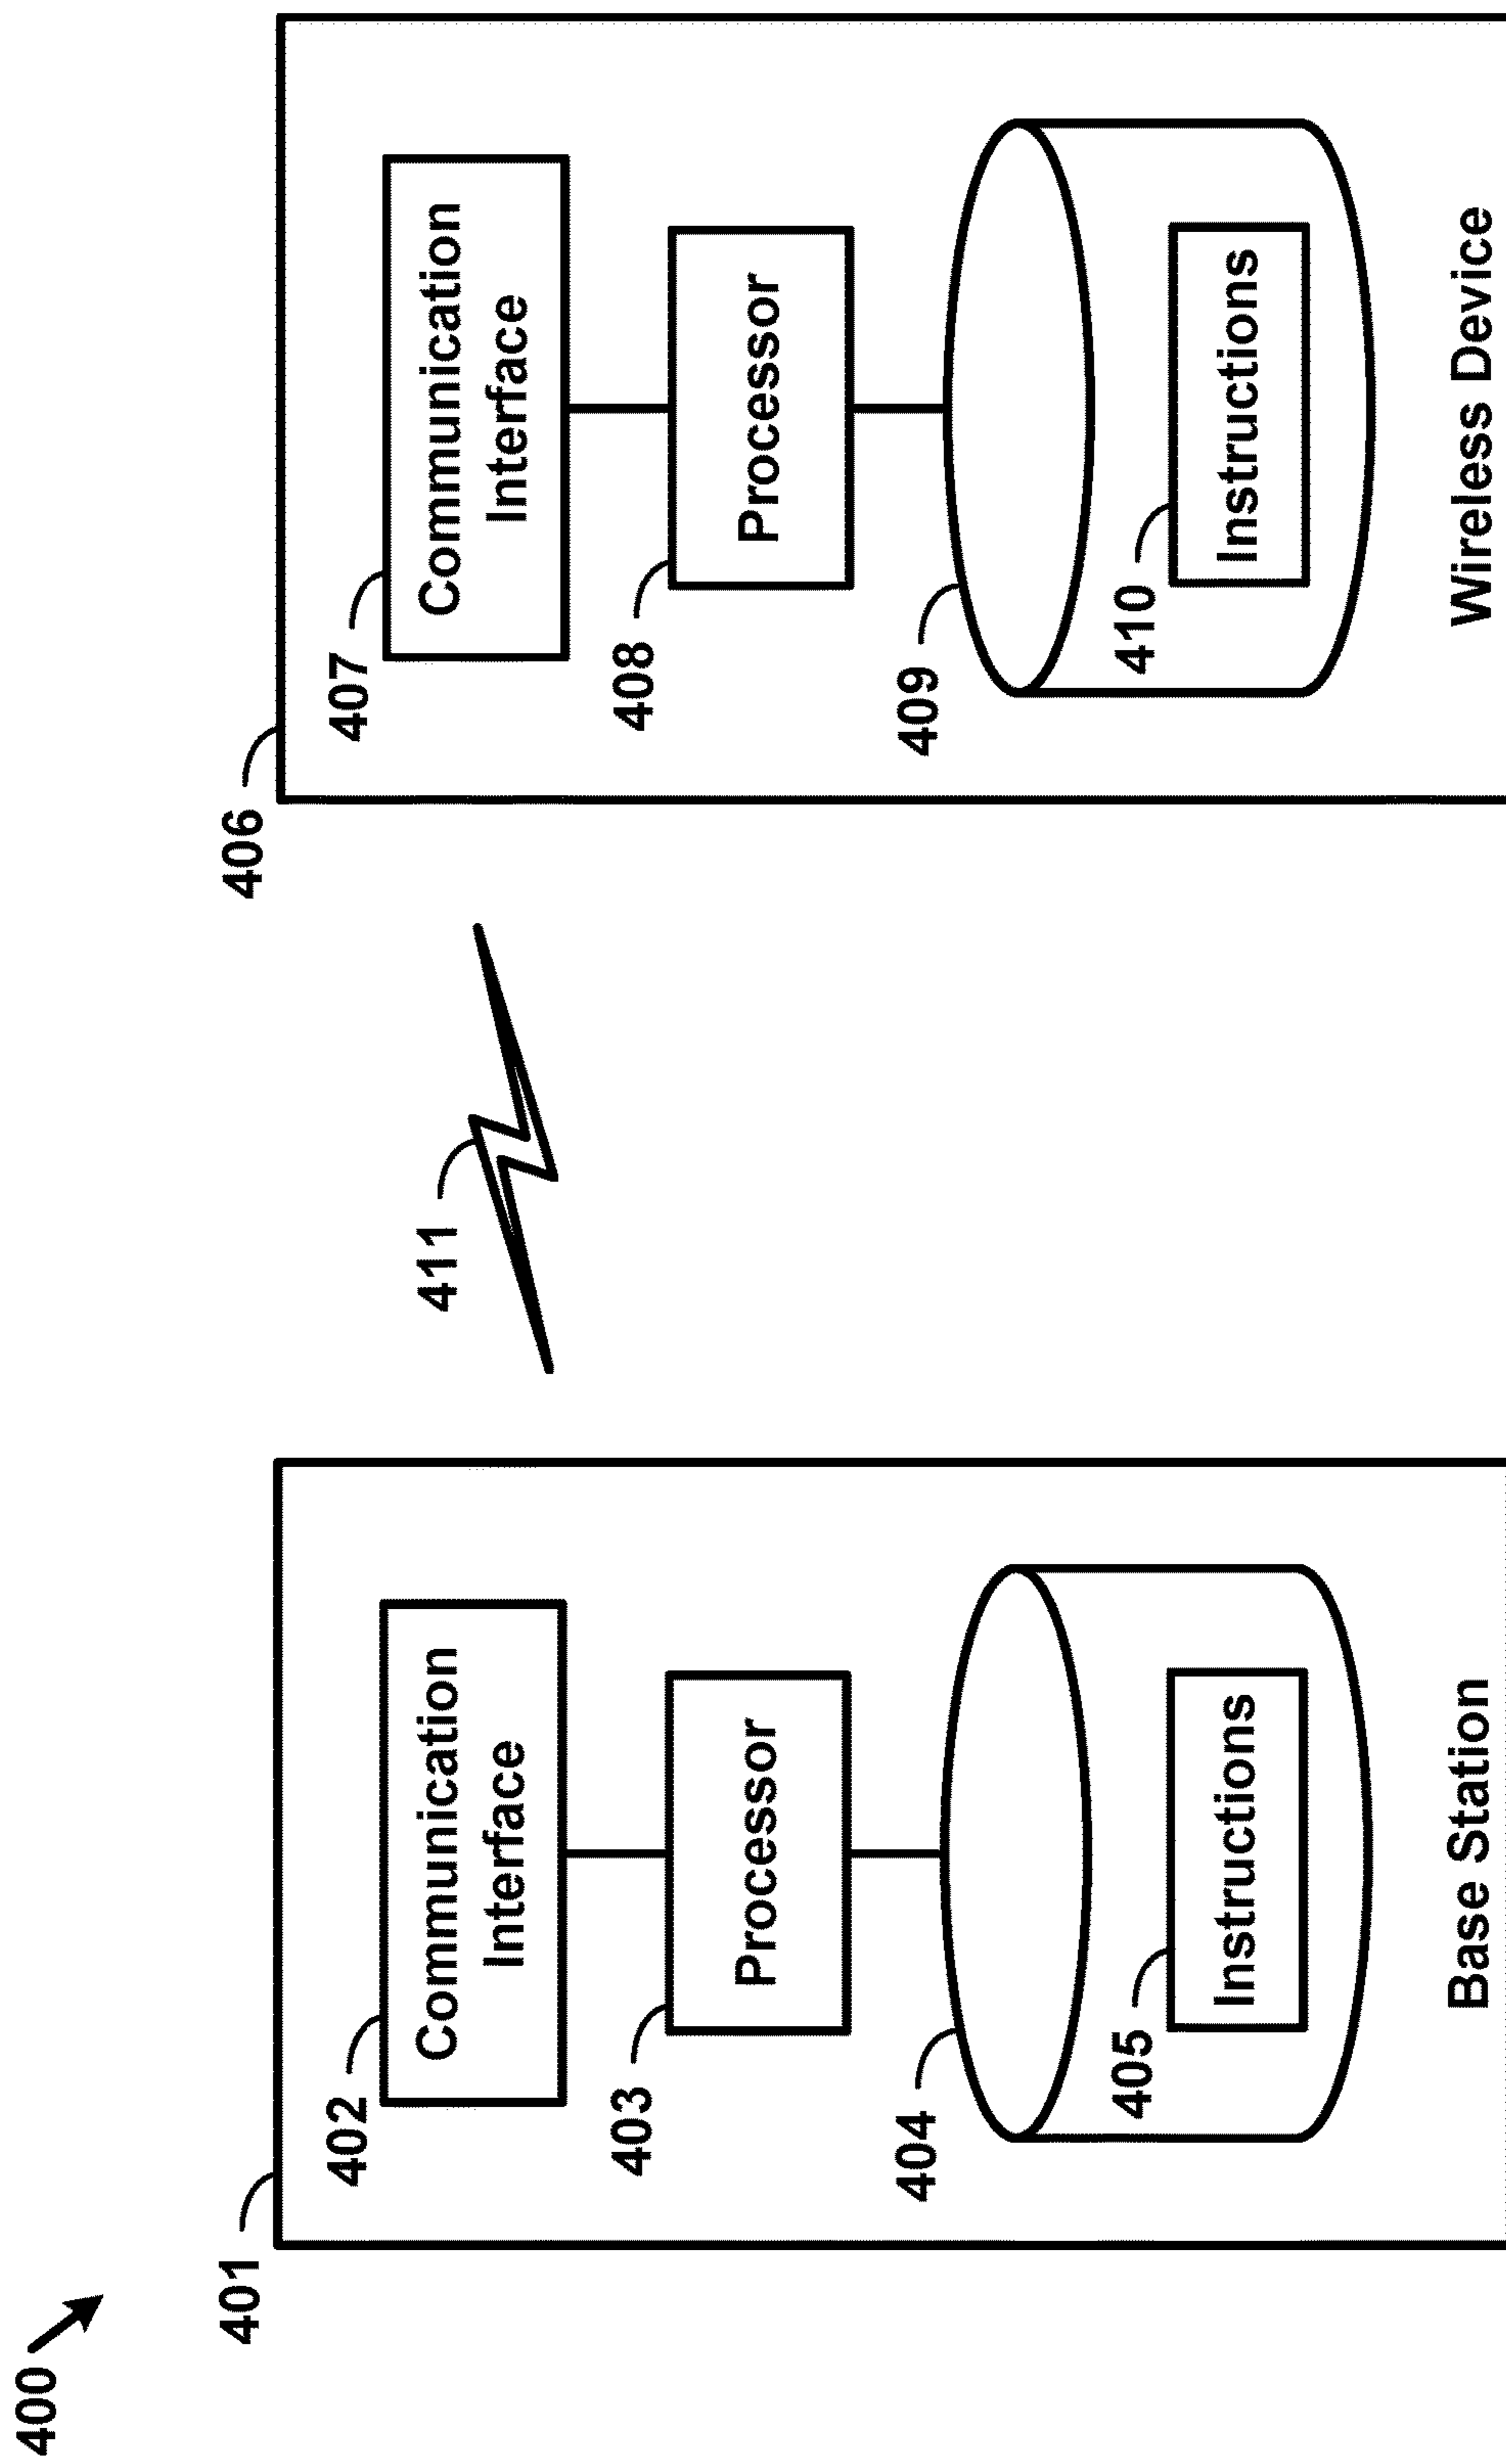 400
401
402
Communication
Interface
403
Processor
404
405
Instructions
Base Station
411
406
407
Communication
Interface
408
Processor
409
410
Instructions
Wireless Device